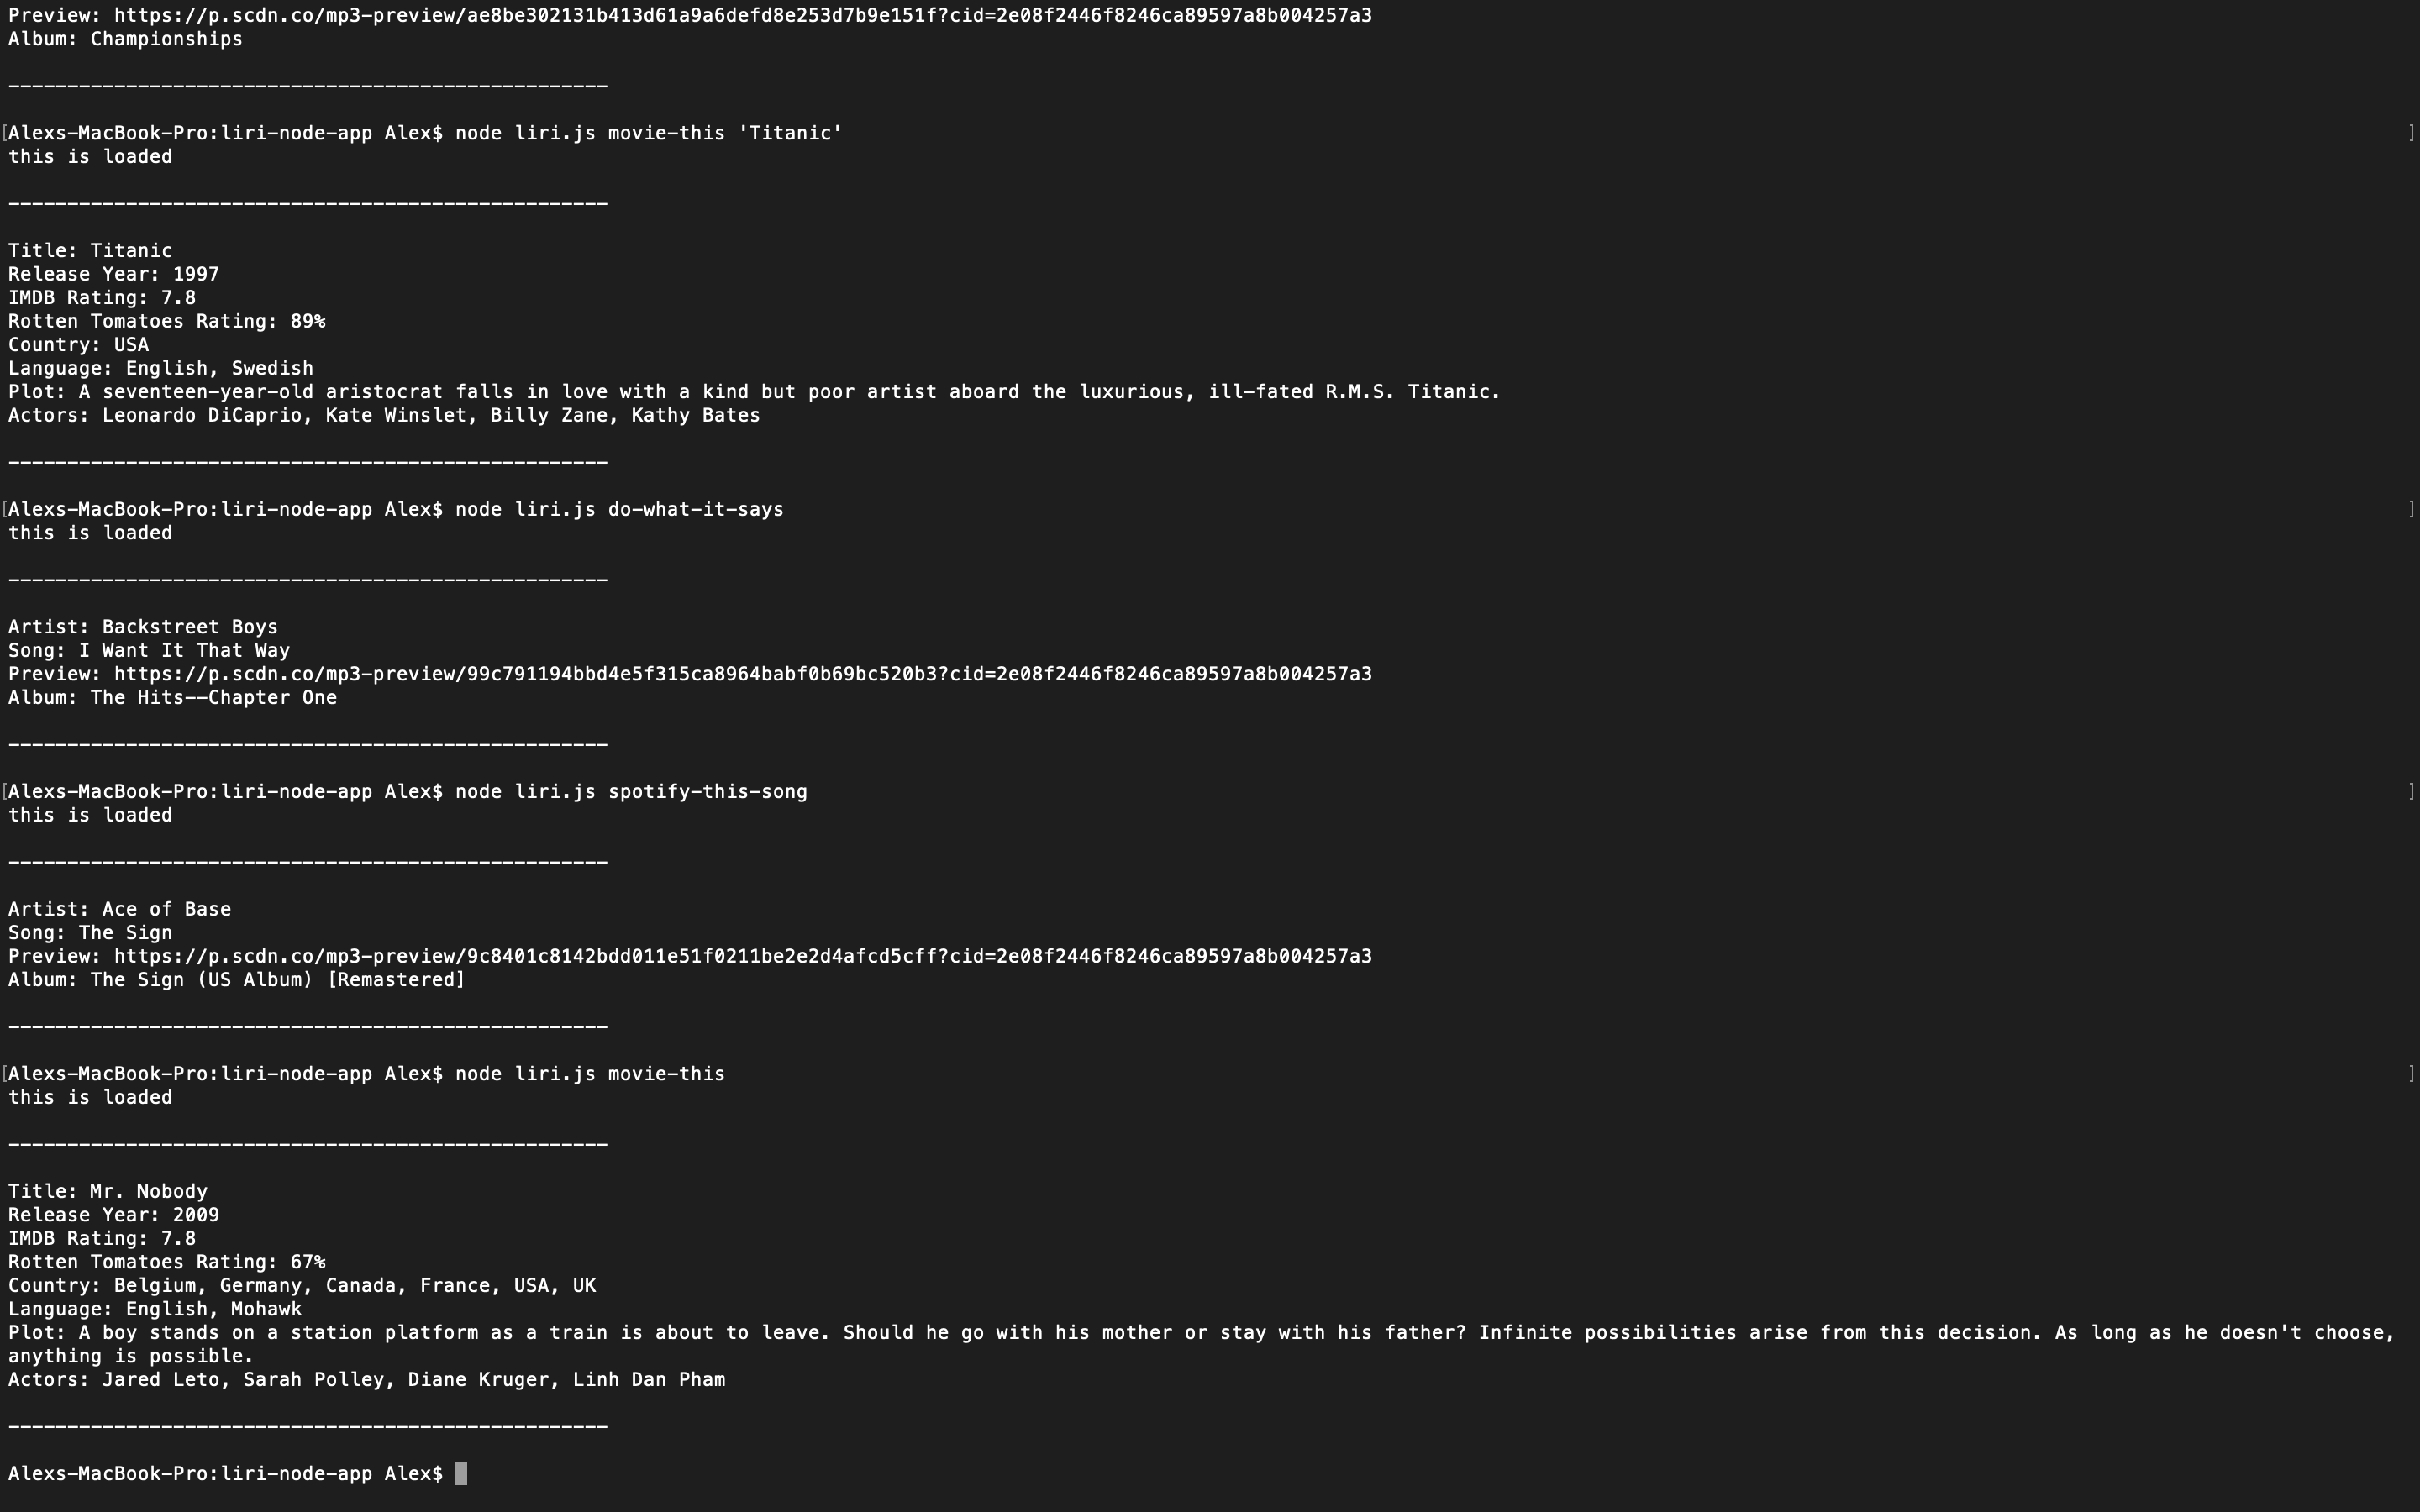 Preview: https://p.scdn.co/mp3-preview/ae8be302131b413d61a9a6defd8e253d7b9e151f?cid=2e08f2446f8246ca89597a8b004257a3
Album: Championships
---------------------------------------------------
[Alexs-MacBook-Pro:liri-node-app Alex$ node liri.js movie-this 'Titanic' ]
this is loaded
---------------------------------------------------
Title: Titanic
Release Year: 1997
IMDB Rating: 7.8
Rotten Tomatoes Rating: 89%
Country: USA
Language: English, Swedish
Plot: A seventeen-year-old aristocrat falls in love with a kind but poor artist aboard the luxurious, ill-fated R.M.S. Titanic.
Actors: Leonardo DiCaprio, Kate Winslet, Billy Zane, Kathy Bates
---------------------------------------------------
[Alexs-MacBook-Pro:liri-node-app Alex$ node liri.js do-what-it-says ]
this is loaded
---------------------------------------------------
Artist: Backstreet Boys
Song: I Want It That Way
Preview: https://p.scdn.co/mp3-preview/99c791194bbd4e5f315ca8964babf0b69bc520b3?cid=2e08f2446f8246ca89597a8b004257a3
Album: The Hits--Chapter One
---------------------------------------------------
[Alexs-MacBook-Pro:liri-node-app Alex$ node liri.js spotify-this-song ]
this is loaded
---------------------------------------------------
Artist: Ace of Base
Song: The Sign
Preview: https://p.scdn.co/mp3-preview/9c8401c8142bdd011e51f0211be2e2d4afcd5cff?cid=2e08f2446f8246ca89597a8b004257a3
Album: The Sign (US Album) [Remastered]
---------------------------------------------------
[Alexs-MacBook-Pro:liri-node-app Alex$ node liri.js movie-this ]
this is loaded
---------------------------------------------------
Title: Mr. Nobody
Release Year: 2009
IMDB Rating: 7.8
Rotten Tomatoes Rating: 67%
Country: Belgium, Germany, Canada, France, USA, UK
Language: English, Mohawk
Plot: A boy stands on a station platform as a train is about to leave. Should he go with his mother or stay with his father? Infinite possibilities arise from this decision. As long as he doesn't choose,
anything is possible.
Actors: Jared Leto, Sarah Polley, Diane Kruger, Linh Dan Pham
---------------------------------------------------
Alexs-MacBook-Pro:liri-node-app Alex$